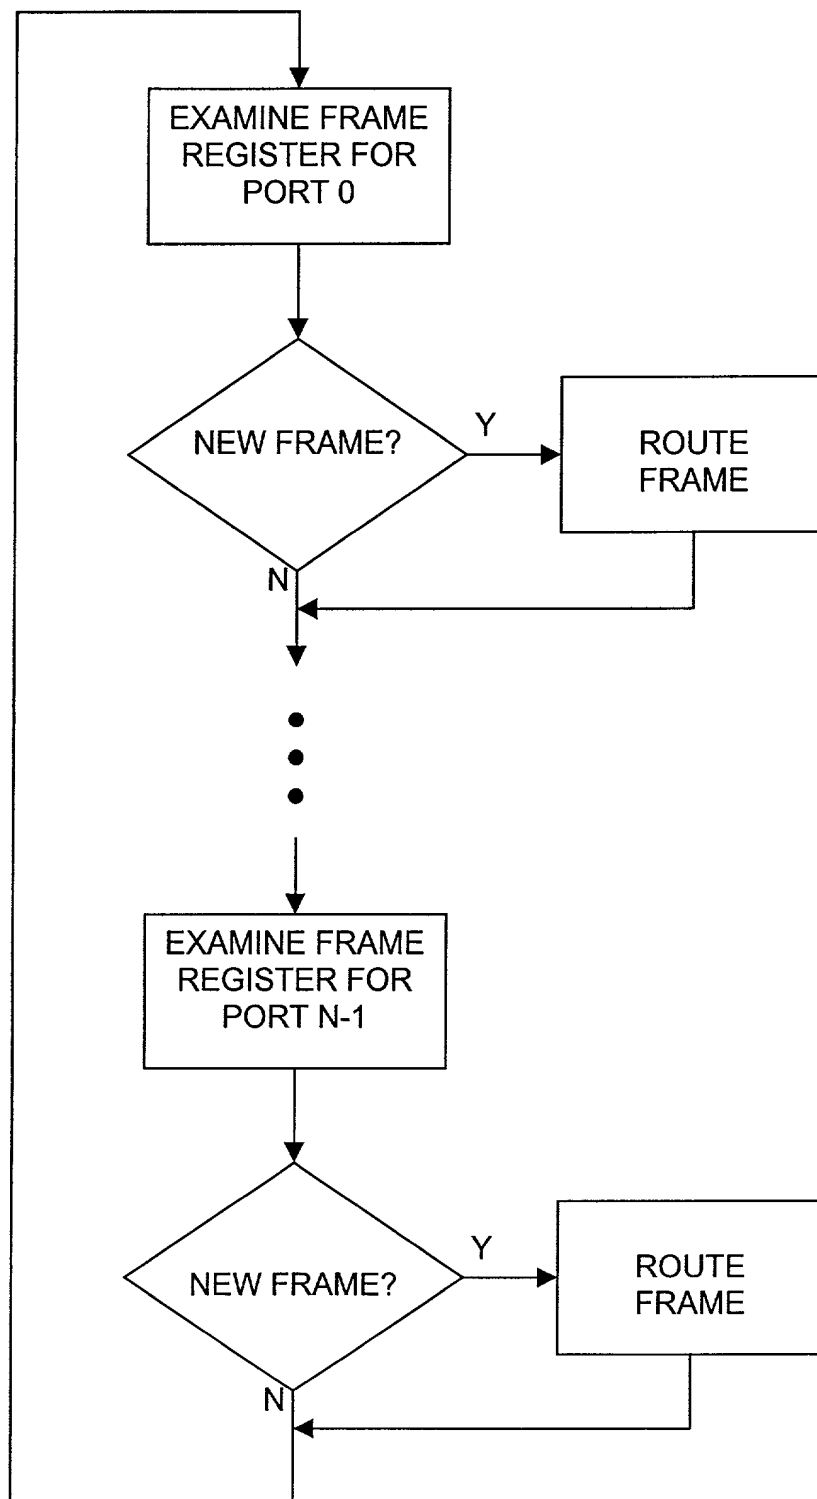 EXAMINE FRAME
REGISTER FOR
PORT 0
NEW FRAME?
Y
ROUTE
FRAME
N
EXAMINE FRAME
REGISTER FOR
PORT N-1
NEW FRAME?
Y
ROUTE
FRAME
N